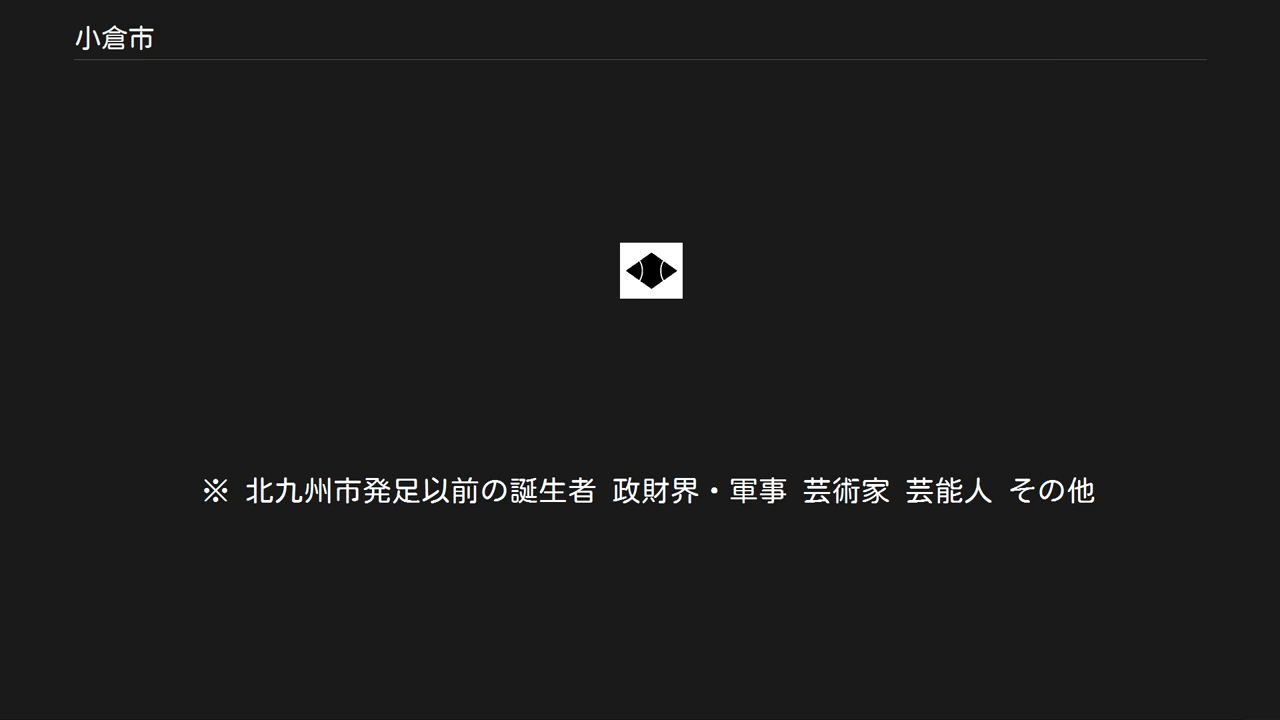 小倉市
※ 北九州市発足以前の誕生者 政財界・軍事 芸術家 芸能人 その他